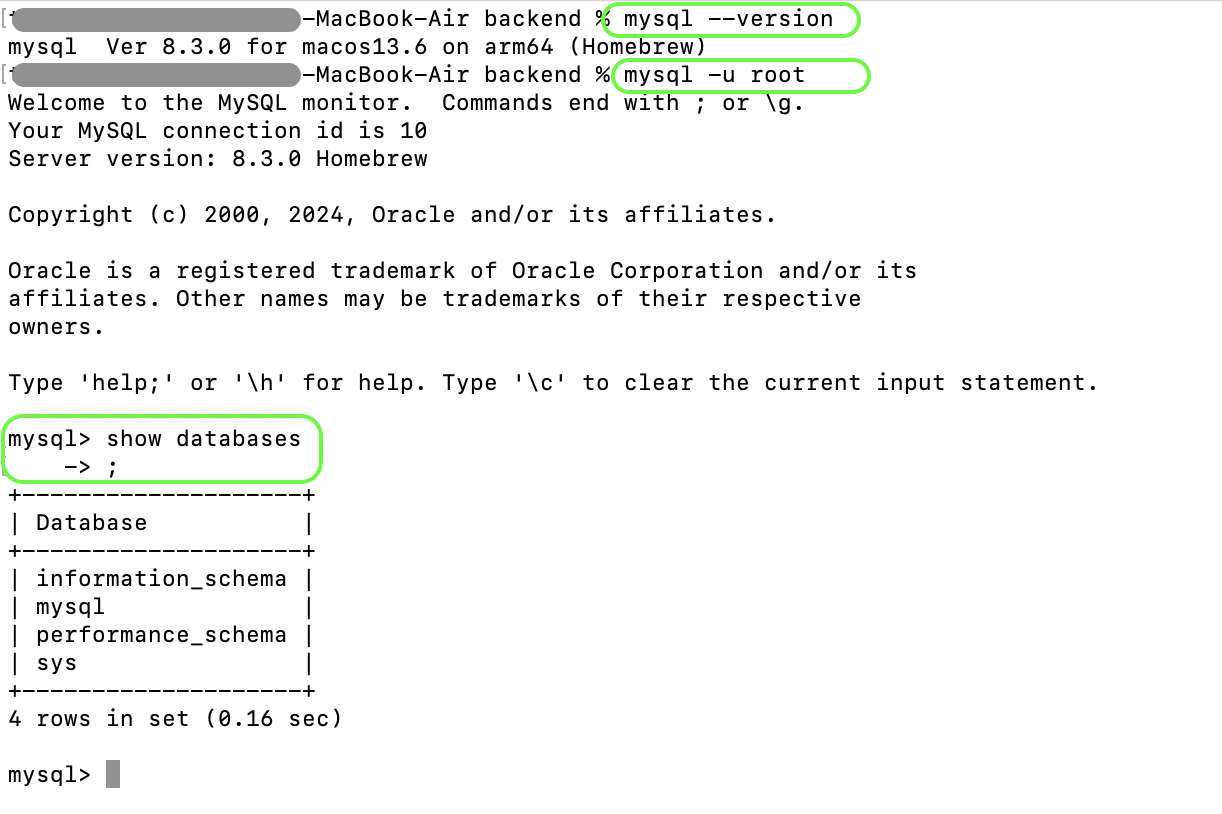 -MacBook-Air backend % mysql --version
mysql  Ver 8.3.0 for macos13.6 on arm64 (Homebrew)
-MacBook-Air backend % mysql -u root
Welcome to the MySQL monitor.  Commands end with ; or \g.
Your MySQL connection id is 10
Server version: 8.3.0 Homebrew
Copyright (c) 2000, 2024, Oracle and/or its affiliates.
Oracle is a registered trademark of Oracle Corporation and/or its
affiliates. Other names may be trademarks of their respective
owners.
Type 'help;' or '\h' for help. Type '\c' to clear the current input statement.
mysql> show databases
    -> ;
+--------------------+
| Database           |
+--------------------+
| information_schema |
| mysql              |
| performance_schema |
| sys                |
+--------------------+
4 rows in set (0.16 sec)
mysql>